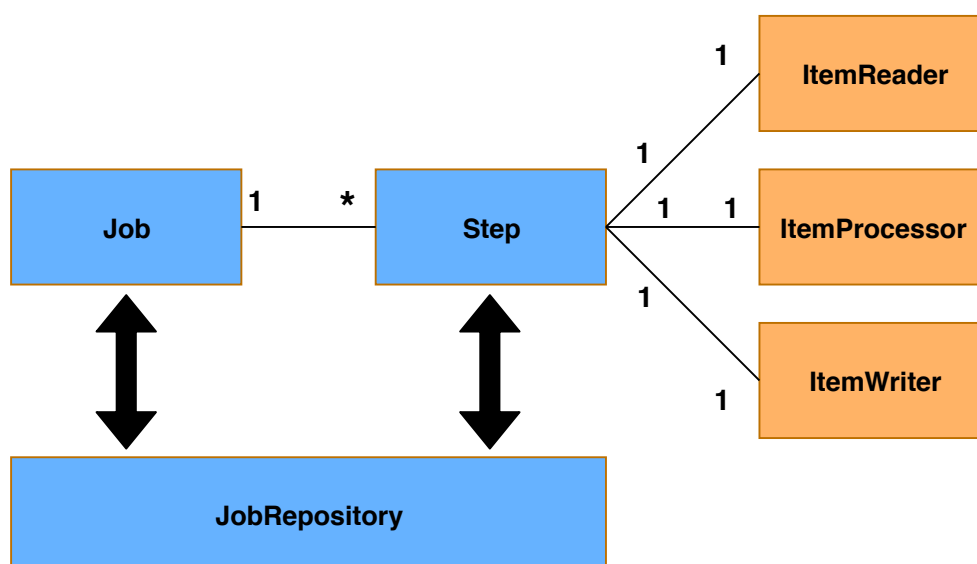 1
ItemReader
1
1
*
1
1
Job
Step
ItemProcessor
1
ItemWriter
1
JobRepository